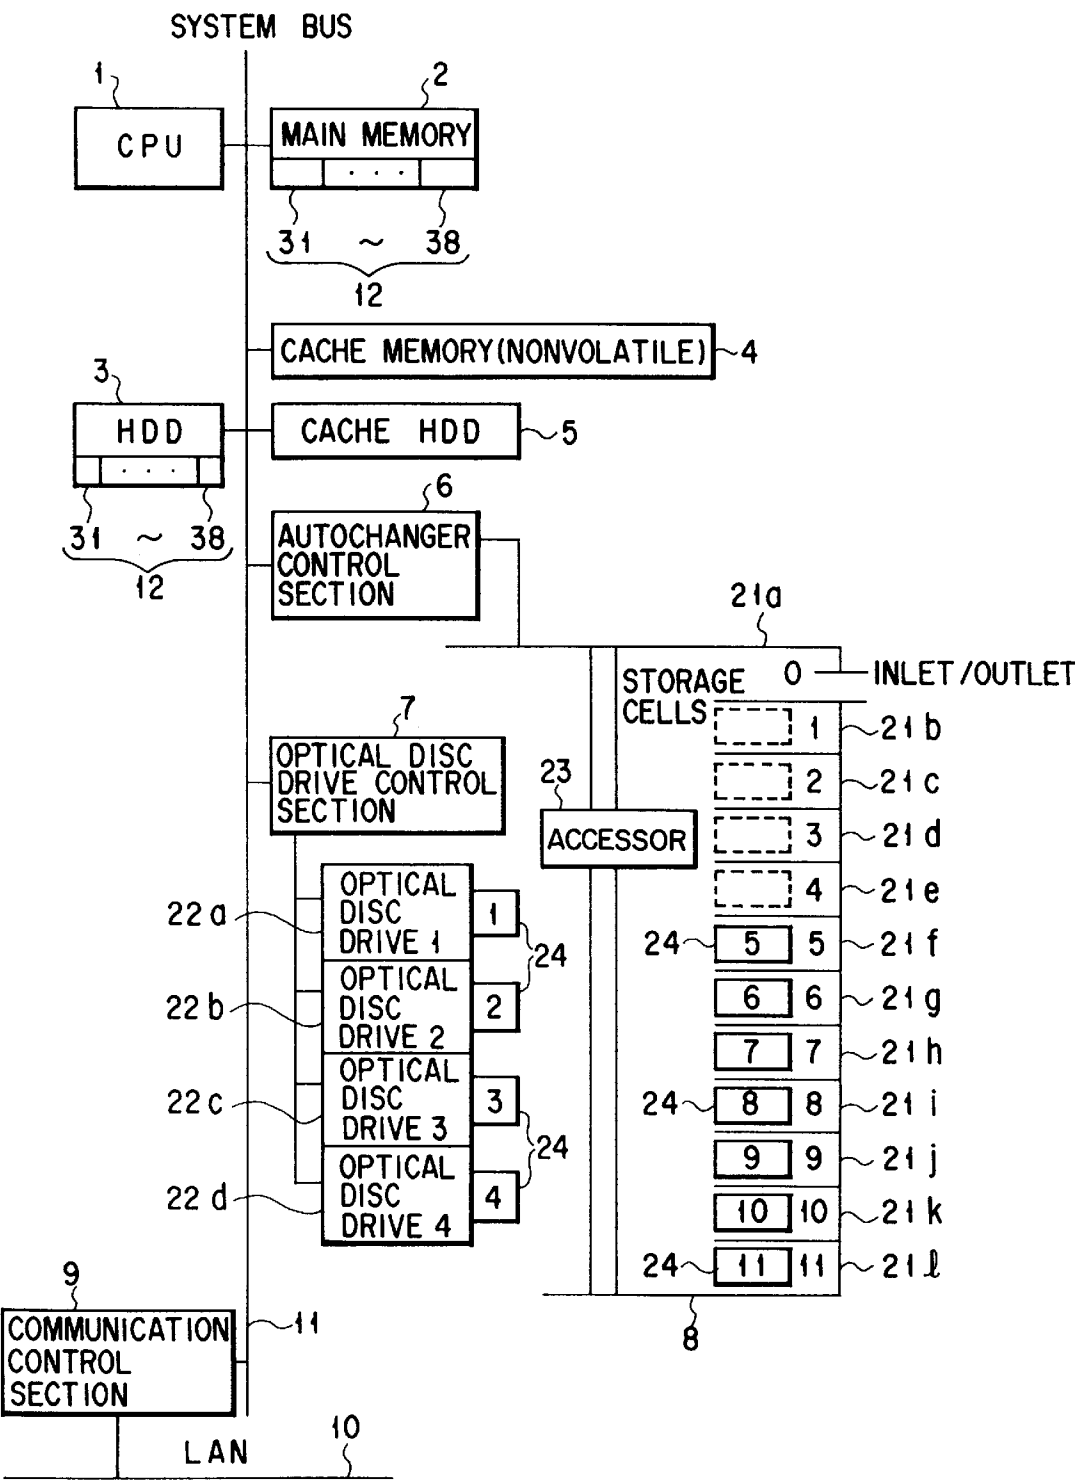 SYSTEM BUS
1
2
CPU
MAIN MEMORY
. . .
31 ~ 38
12
CACHE MEMORY(NONVOLATILE)
4
3
HDD
CACHE HDD
5
. . .
31 ~ 38
12
6
AUTOCHANGER
CONTROL
SECTION
21a
STORAGE
CELLS
0
INLET/OUTLET
1
21b
2
21c
3
21d
4
21e
24
5
5
21f
6
6
21g
7
7
21h
24
8
8
21i
9
9
21j
10
10
21k
24
11
11
21l
8
23
ACCESSOR
7
OPTICAL DISC
DRIVE CONTROL
SECTION
22a
OPTICAL
DISC
DRIVE 1
1
24
22b
OPTICAL
DISC
DRIVE 2
2
22c
OPTICAL
DISC
DRIVE 3
3
24
22d
OPTICAL
DISC
DRIVE 4
4
9
COMMUNICATION
CONTROL
SECTION
11
LAN
10